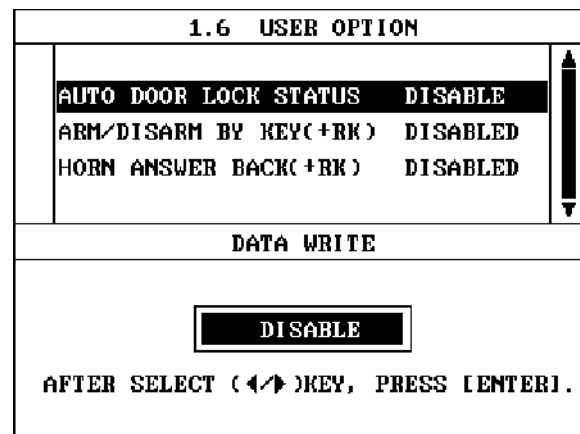 1.6 USER OPTION
AUTO DOOR LOCK STATUS DISABLE
ARM/DISARM BY KEY(+RK) DISABLED
HORN ANSWER BACK(+RK) DISABLED
DATA WRITE
DISABLE
AFTER SELECT (◀/▶)KEY, PRESS [ENTER].